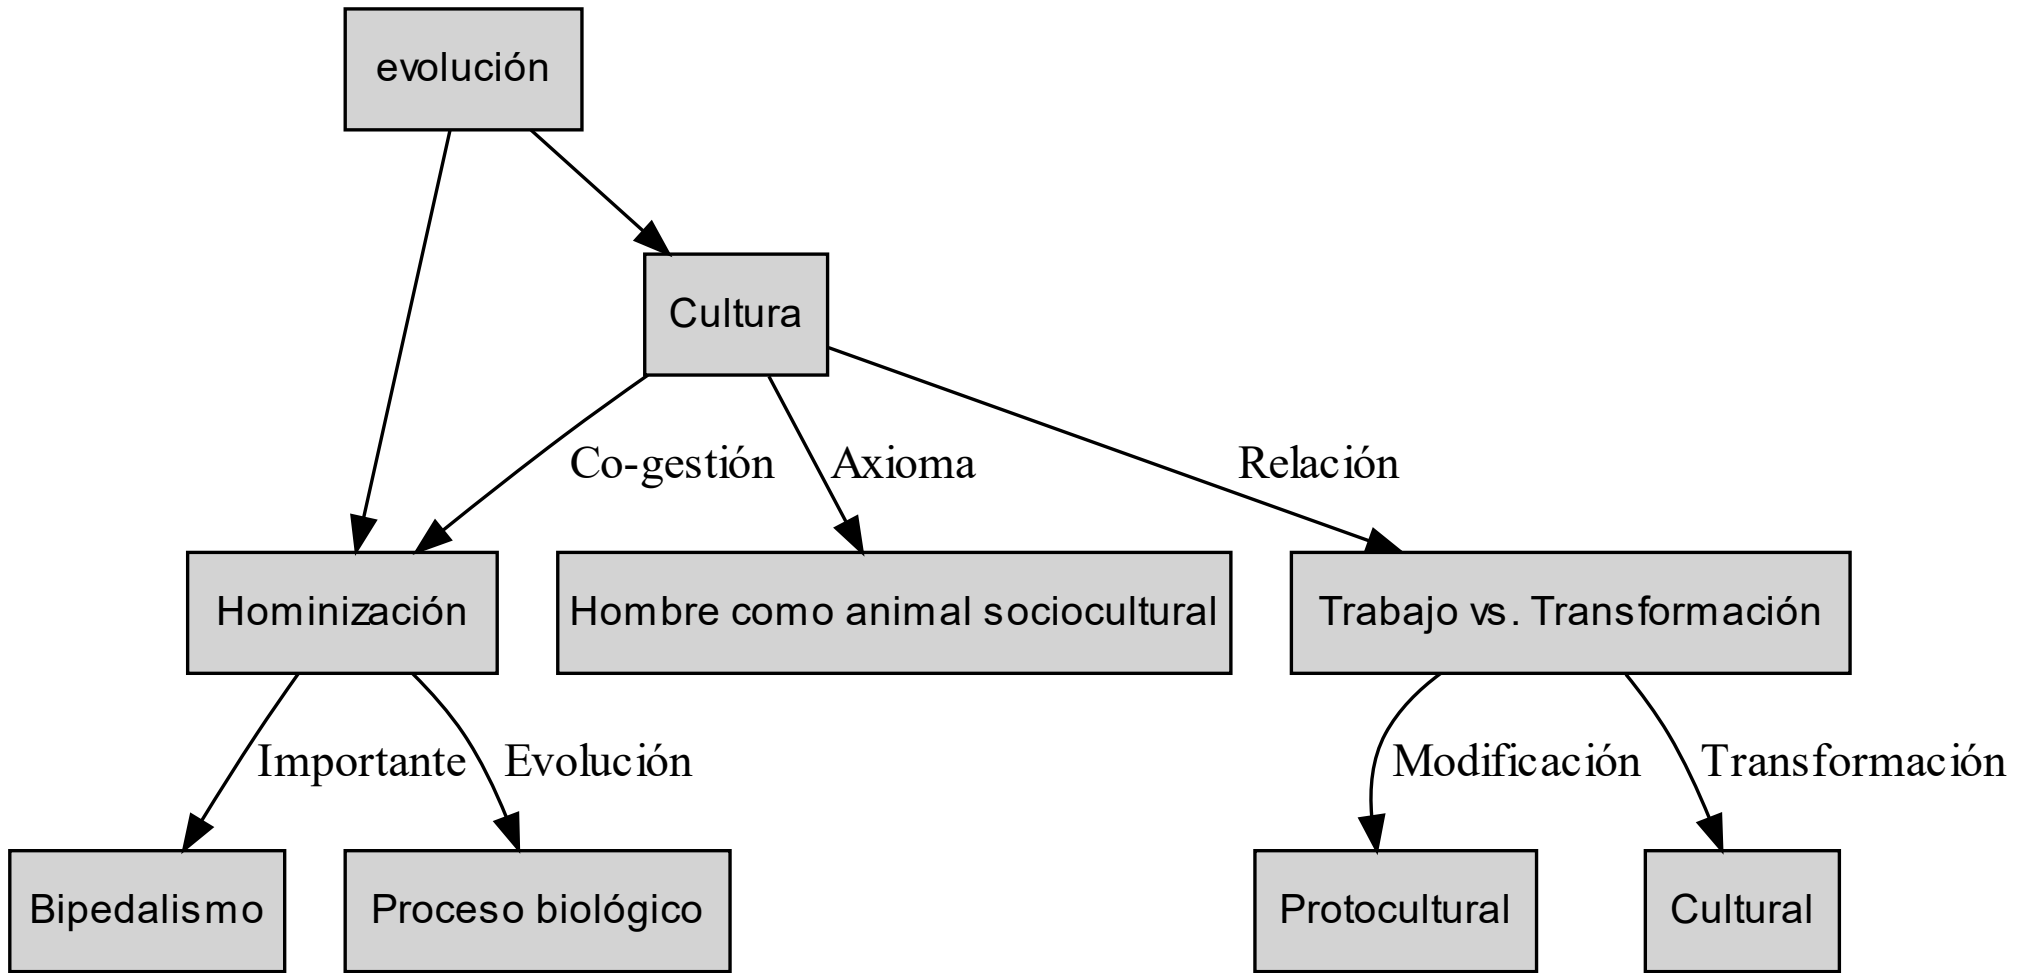 evolución
Cultura
Co-gestión
Axioma
Relación
Hominización
Hombre como animal sociocultural
Trabajo vs. Transformación
Importante
Evolución
Modificación
Transformación
Bipedalismo
Proceso biológico
Protocultural
Cultural